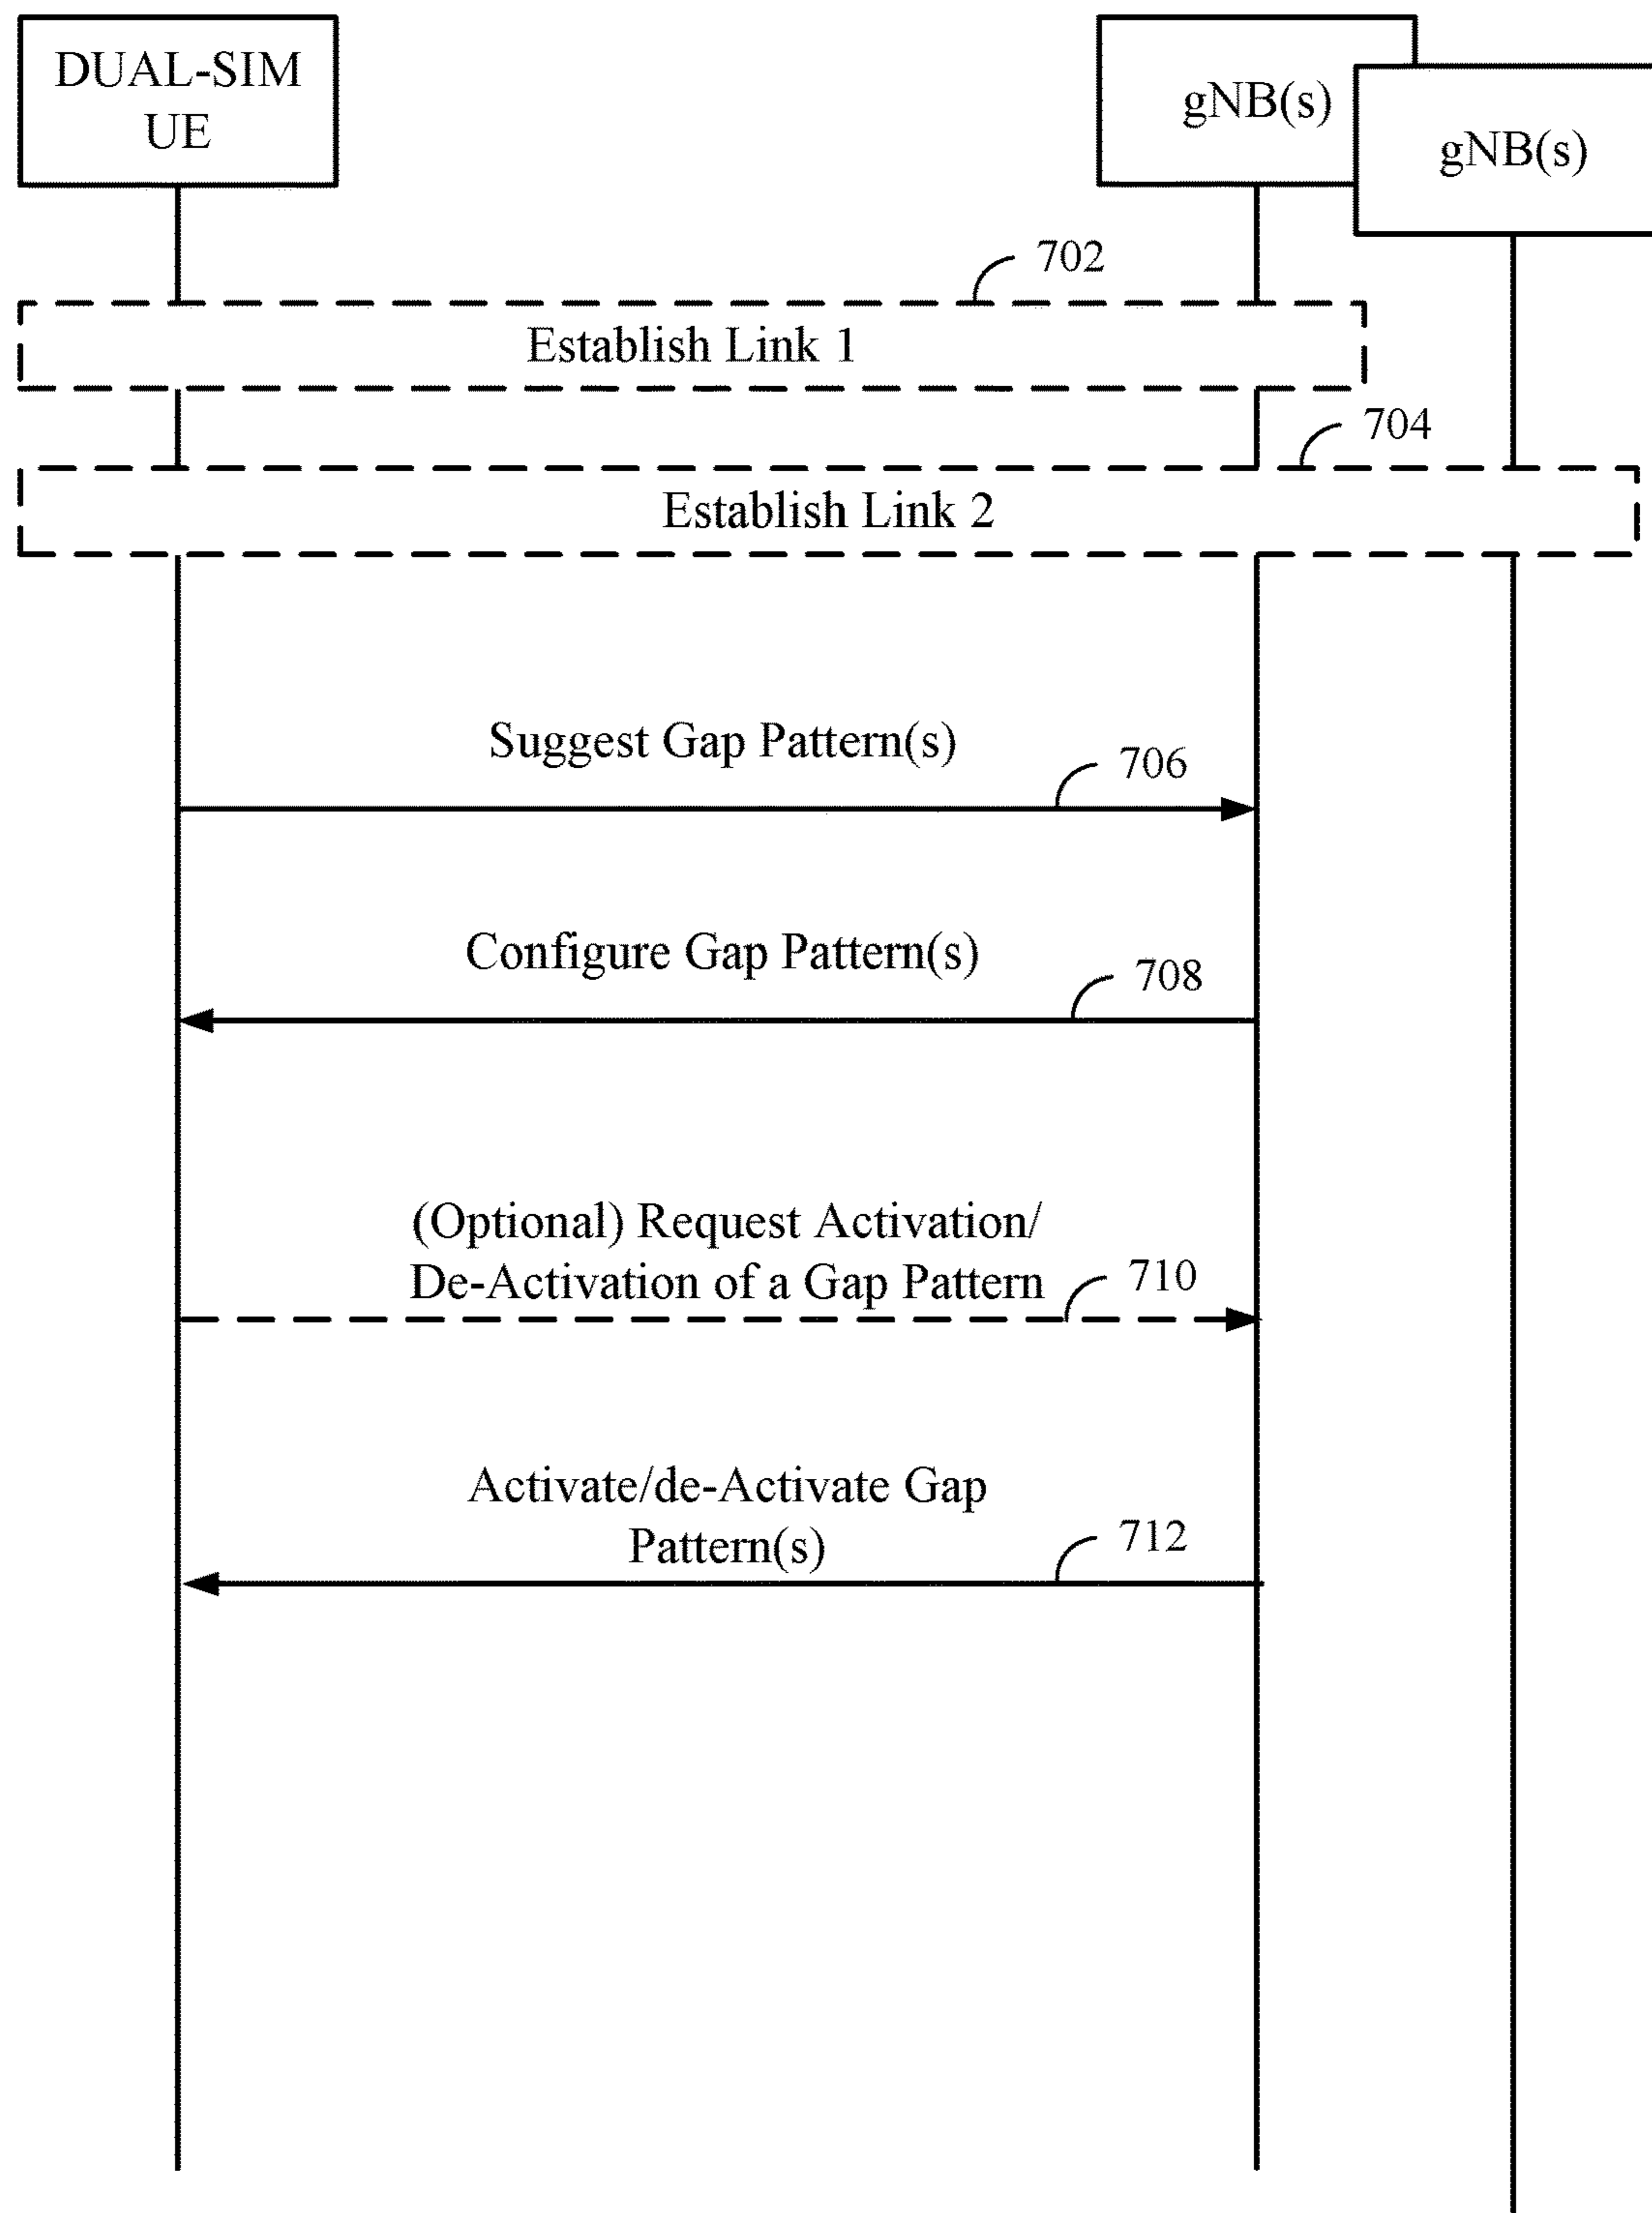 DUAL-SIM
UE
gNB(s)
gNB(s)
702
Establish Link 1
704
Establish Link 2
Suggest Gap Pattern(s)
706
Configure Gap Pattern(s)
708
(Optional) Request Activation/
De-Activation of a Gap Pattern
710
Activate/de-Activate Gap
Pattern(s)
712